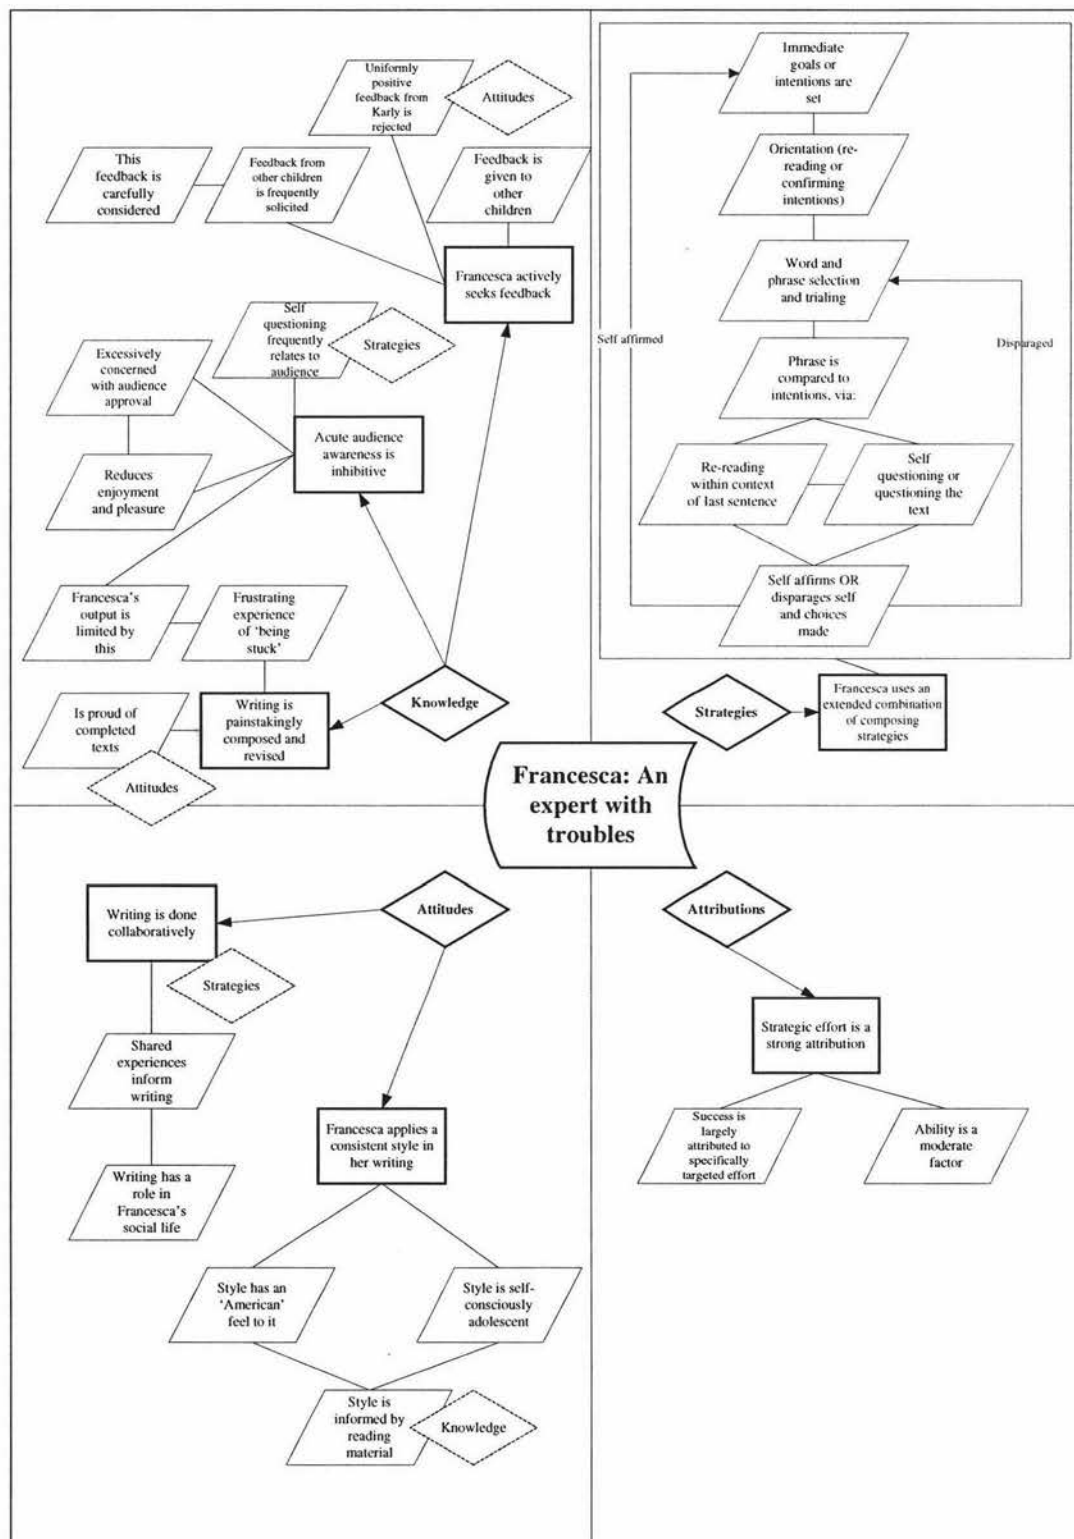 Uniformly
positive
feedback from
Karly is
rejected
Attitudes
This
feedback is
carefully
considered
Feedback from
other children
is frequently
solicited
Feedback is
given to
other
children
Francesca actively
seeks feedback
Self
questioning
frequently
relates to
audience
Strategies
Excessively
concerned
with audience
approval
Acute audience
awareness is
inhibitive
Reduces
enjoyment
and pleasure
Francesca's
output is
limited by
this
Frustrating
experience
of ‘being
stuck’
Knowledge
Is proud of
completed
texts
Writing is
painstakingly
composed and
revised
Attitudes
Immediate
goals or
intentions are
set
Orientation (re-
reading or
confirming
intentions)
Word and
phrase selection
and trialing
Self affirmed
Disparaged
Phrase is
compared to
intentions, via:
Re-reading
within context
of last sentence
Self
questioning or
questioning the
text
Self affirms OR
disparages self
and choices
made
Strategies
Francesca uses an
extended combination
of composing
strategies
Francesca: An
expert with
troubles
Writing is done
collaboratively
Attitudes
Strategies
Shared
experiences
inform
writing
Writing has a
role in
Francesca's
social life
Francesca applies a
consistent style in
her writing
Style has an
‘American’
feel to it
Style is self-
consciously
adolescent
Style is
informed by
reading
material
Knowledge
Attributions
Strategic effort is a
strong attribution
Success is
largely
attributed to
specifically
targeted effort
Ability is a
moderate
factor